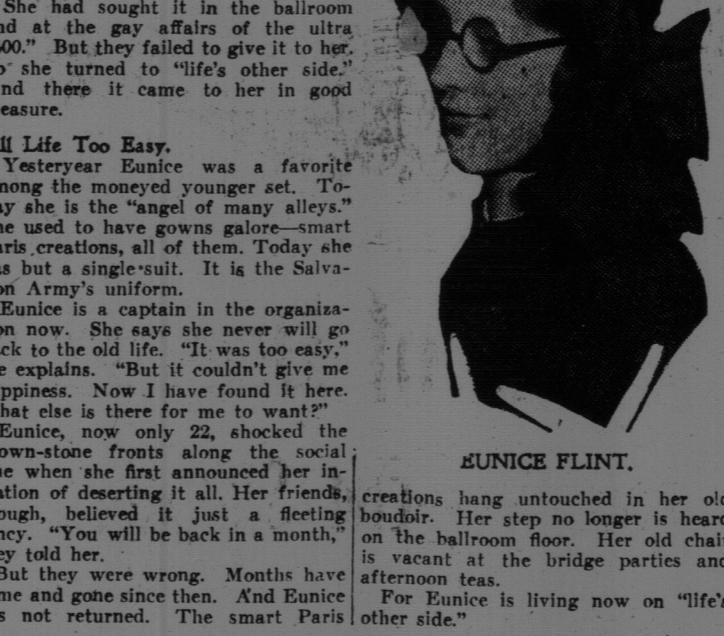 She had sought it in the ballroom
nd at the gay affairs of the ultra
00." But they failed to give it to her.
she turned to "life's other side."
nd there it came to her in good
easure.
ll Life Too Easy.
Yesteryear Eunice was a favorite
mong the moneyed younger set. To-
ay she is the "angel of many alleys."
he used to have gowns galore—smart
aris creations, all of them. Today she
as but a single suit. It is the Salva-
on Army's uniform.
Eunice is a captain in the organiza-
on now. She says she never will go
ck to the old life. "It was too easy,"
e explains. "But it couldn't give me
ppiness. Now I have found it here.
hat else is there for me to want?"
Eunice, now only 22, shocked the
own-stone fronts along the social
ne when she first announced her in-
ation of deserting it all. Her friends,
ough, believed it just a fleeting
ncy. "You will be back in a month,"
ey told her.
But they were wrong. Months have
me and gone since then. And Eunice
s not returned. The smart Paris
EUNICE FLINT.
creations hang untouched in her old
boudoir. Her step no longer is heard
on the ballroom floor. Her old chair
is vacant at the bridge parties and
afternoon teas.
For Eunice is living now on "life's
other side."